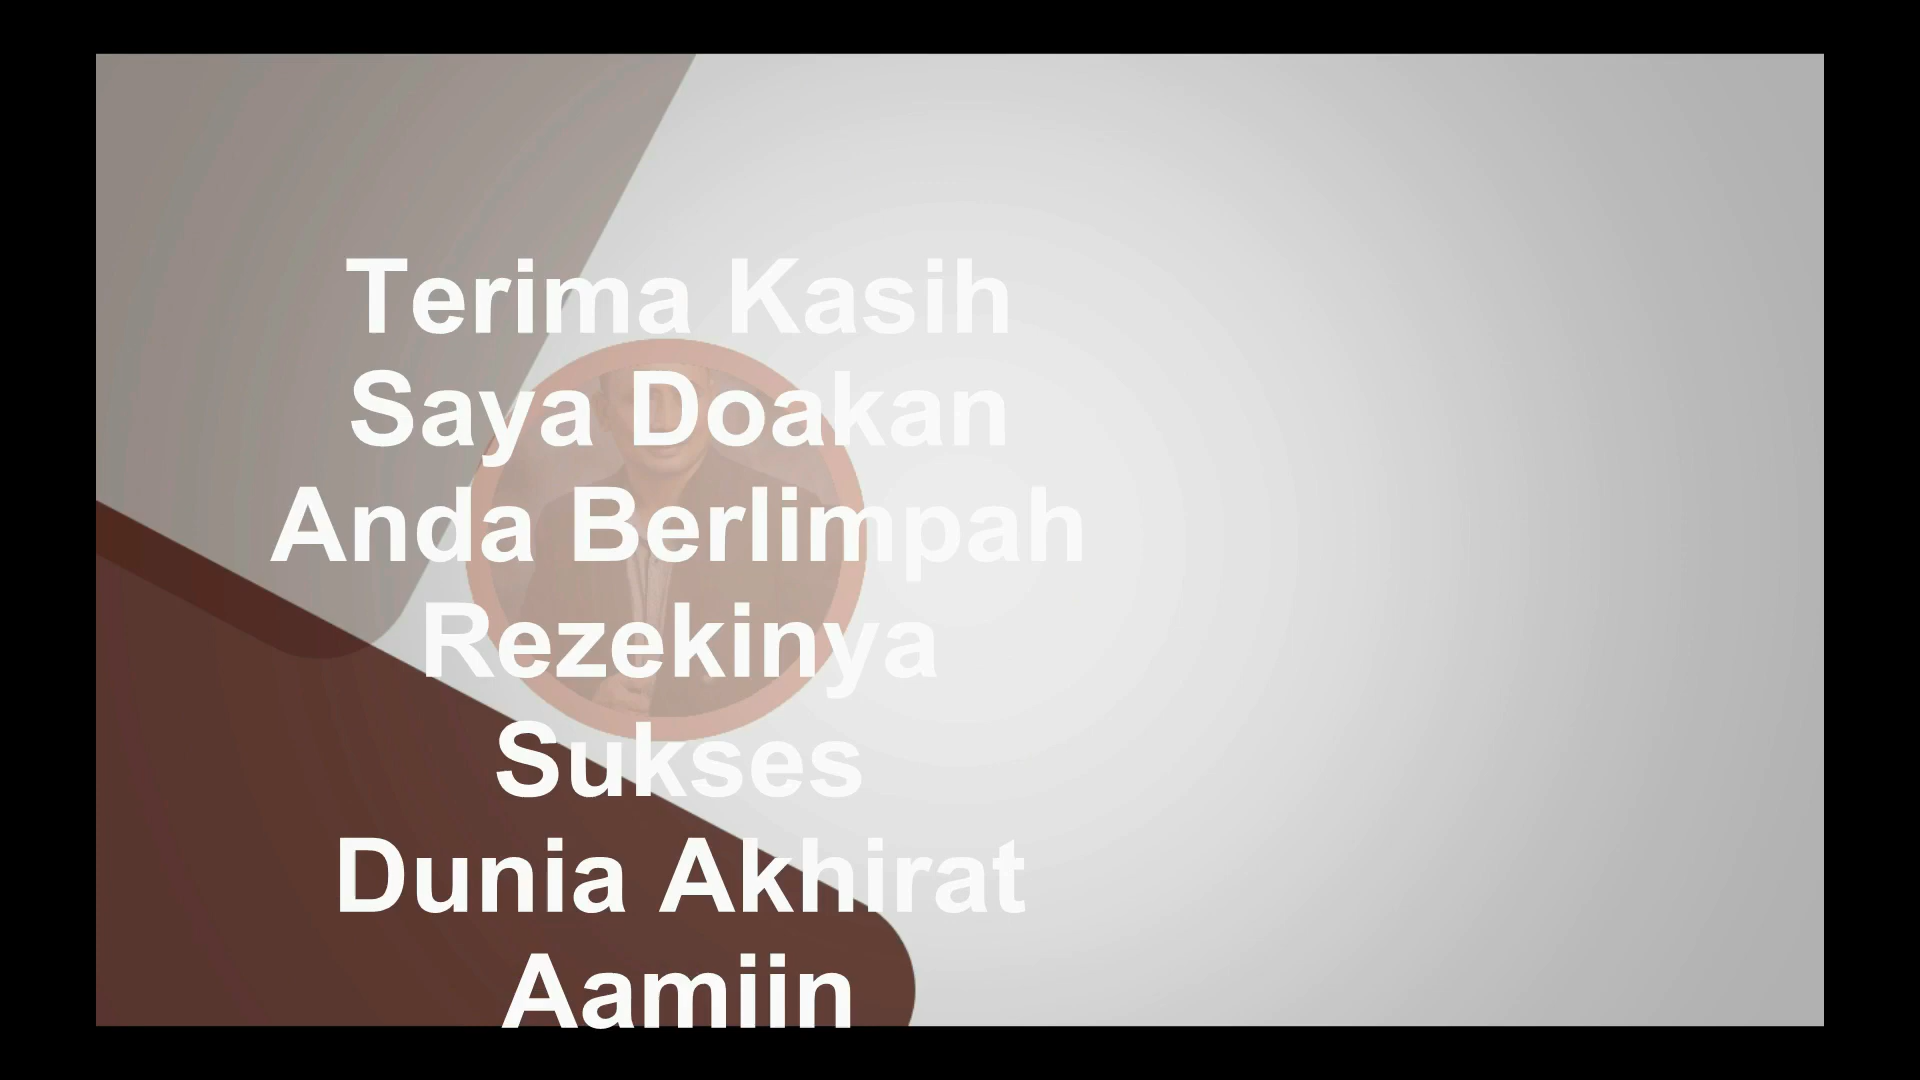 Terima Kasih
Saya Doakan
Anda Berlimpah
Rezekinya
Sukses
Dunia Akhirat
Aamiin